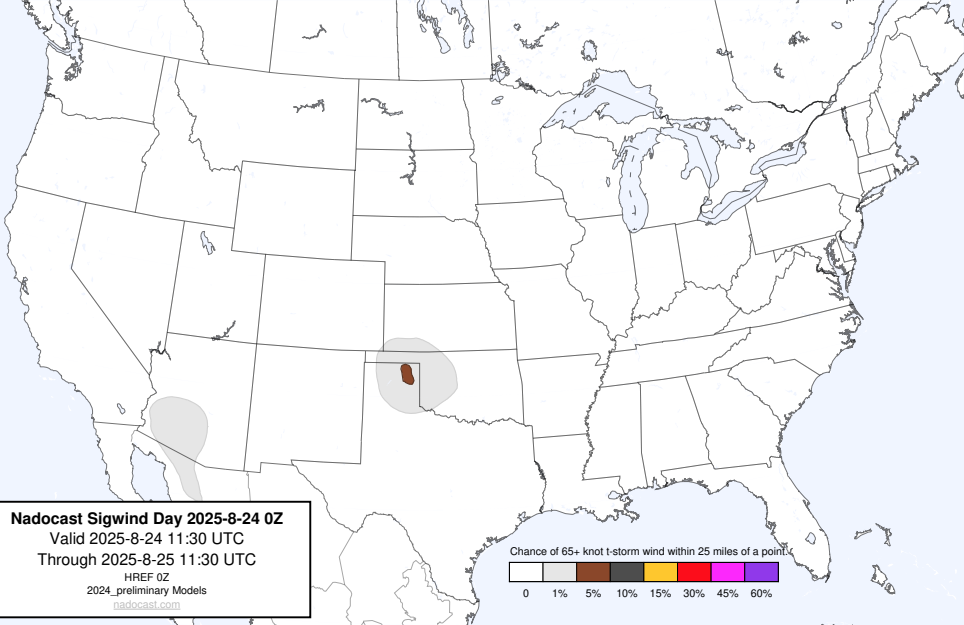 Nadocast Sigwind Day 2025-8-24 0Z
Valid 2025-8-24 11:30 UTC
Through 2025-8-25 11:30 UTC
HREF 0Z
2024_preliminary Models
nadocast.com
Chance of 65+ knot t-storm wind within 25 miles of a point.
0 1% 5% 10% 15% 30% 45% 60%